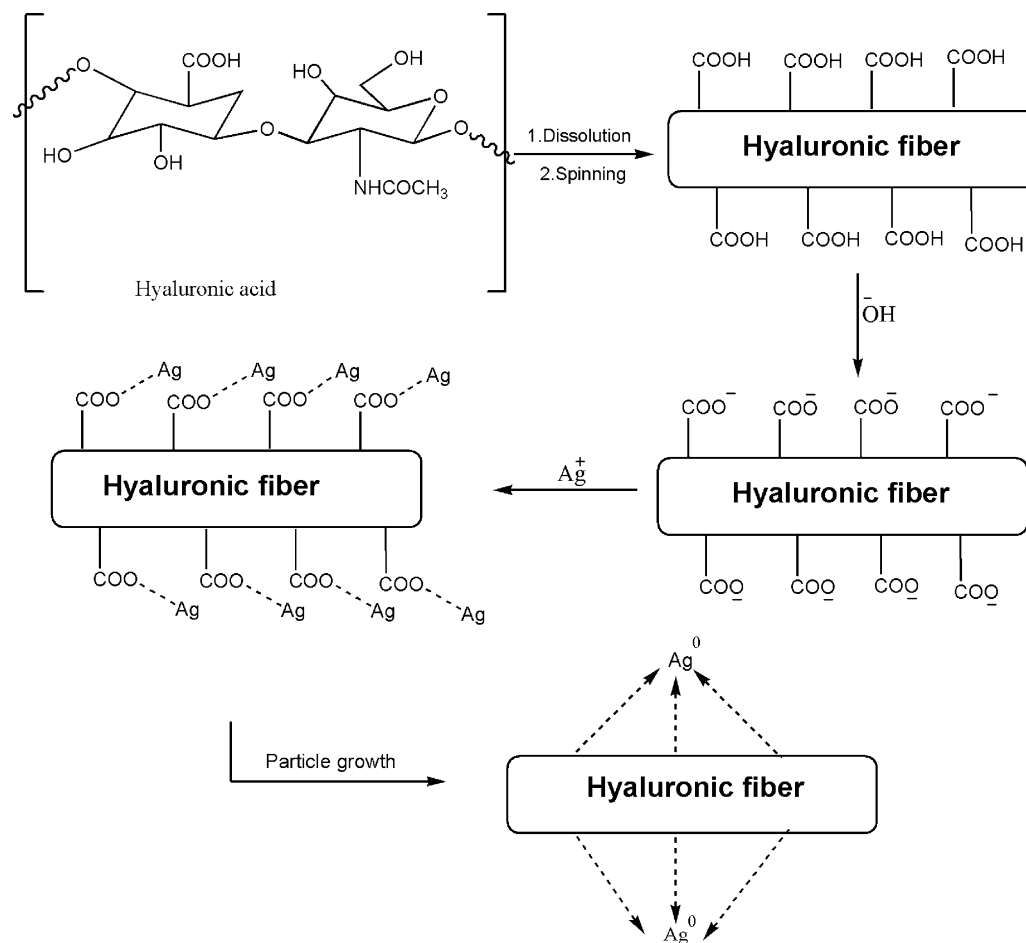 O
COOH
HO
OH
O
HO
OH
O
O
NHCOCH3
Hyaluronic acid
1.Dissolution
2.Spinning
COOH COOH COOH COOH
Hyaluronic fiber
COOH COOH COOH COOH
-OH
COO- COO- COO- COO-
Hyaluronic fiber
COO- COO- COO- COO-
Ag+
Ag Ag Ag Ag
COO COO COO COO
Hyaluronic fiber
COO COO COO COO
Ag Ag Ag Ag
Particle growth
Ag0
Hyaluronic fiber
Ag0